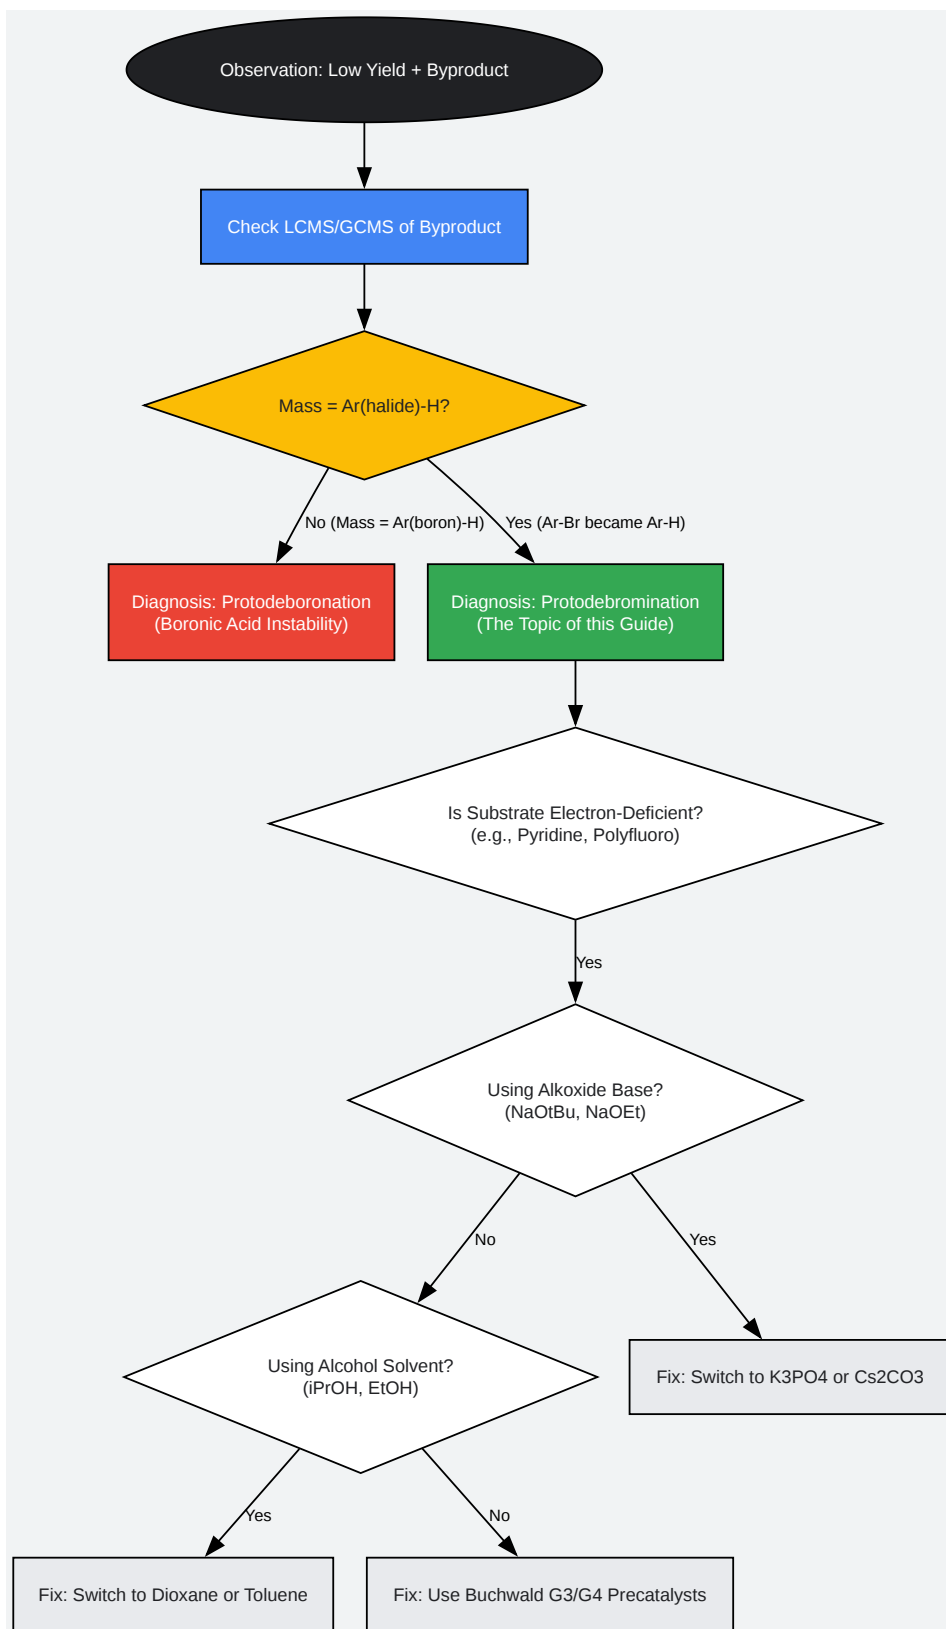 Observation: Low Yield + Byproduct
Check LCMS/GCMS of Byproduct
Mass = Ar(halide)-H?
No (Mass = Ar(boron)-H)
Yes (Ar-Br became Ar-H)
Diagnosis: Protodeboronation
(Boronic Acid Instability)
Diagnosis: Protodebromination
(The Topic of this Guide)
Is Substrate Electron-Deficient?
(e.g., Pyridine, Polyfluoro)
Yes
Using Alkoxide Base?
(NaOtBu, NaOEt)
No
Yes
Using Alcohol Solvent?
(iPrOH, EtOH)
Fix: Switch to K3PO4 or Cs2CO3
Yes
No
Fix: Switch to Dioxane or Toluene
Fix: Use Buchwald G3/G4 Precatalysts